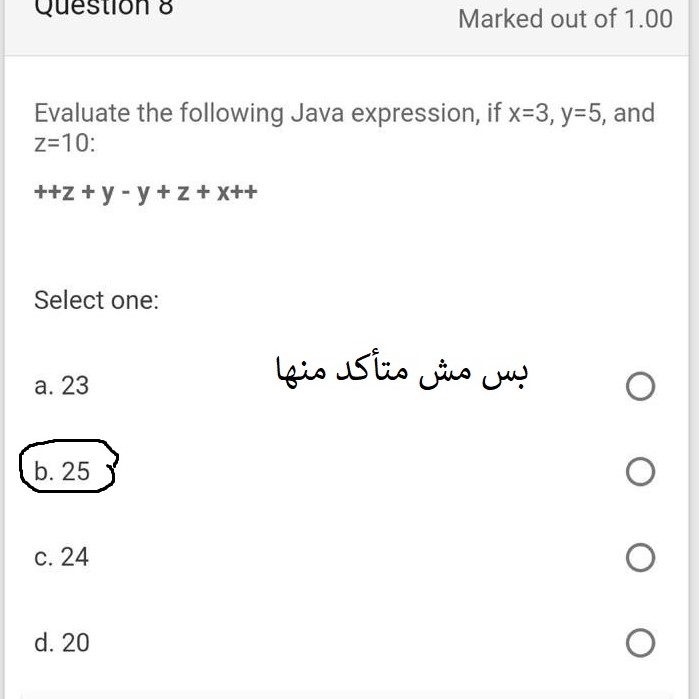 Question 8
Marked out of 1.00
Evaluate the following Java expression, if x=3, y=5, and
z=10:
++z + y - y + z + x++
Select one:
بس مش متأكد منها
a. 23
b. 25
c. 24
d. 20